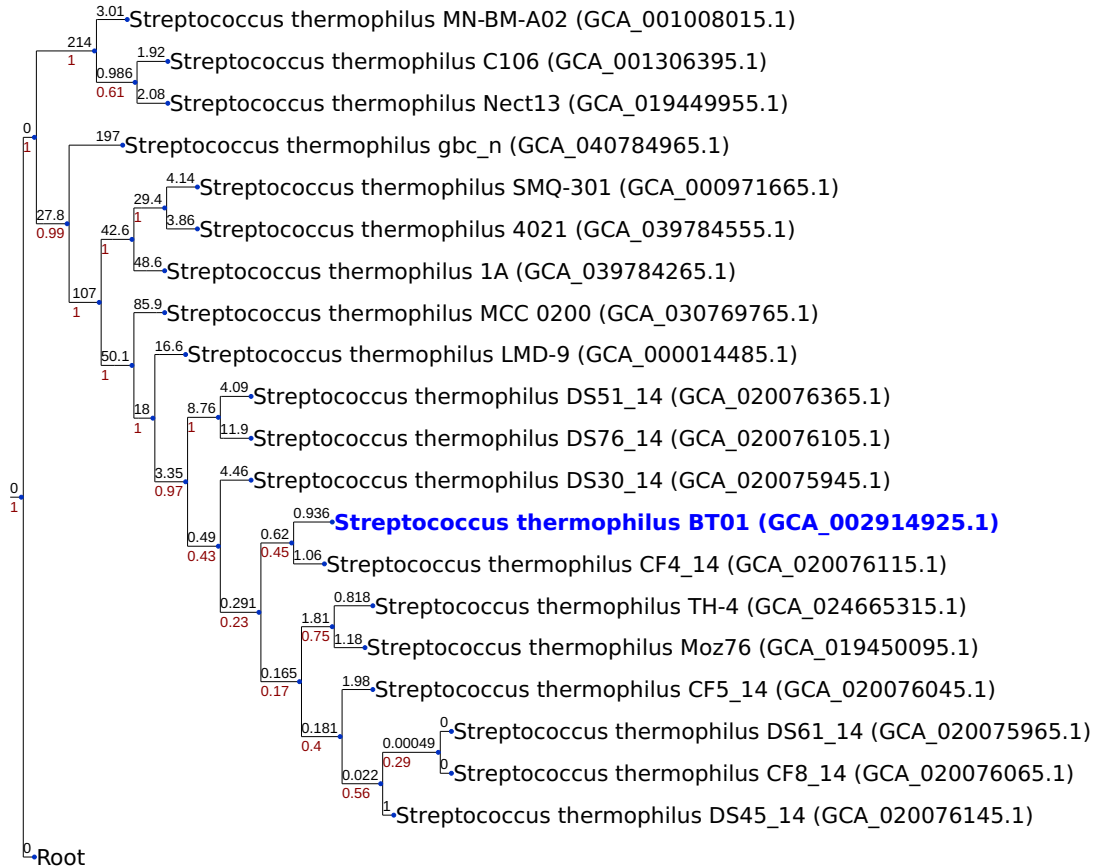 3.01 Streptococcus thermophilus MN-BM-A02 (GCA_001008015.1)
214
1
1.92 Streptococcus thermophilus C106 (GCA_001306395.1)
0.986
0.61
2.08 Streptococcus thermophilus Nect13 (GCA_019449955.1)
0
1
197 Streptococcus thermophilus gbc_n (GCA_040784965.1)
4.14 Streptococcus thermophilus SMQ-301 (GCA_000971665.1)
29.4
1
27.8
0.99
3.86 Streptococcus thermophilus 4021 (GCA_039784555.1)
42.6
1
48.6 Streptococcus thermophilus 1A (GCA_039784265.1)
107
1
85.9 Streptococcus thermophilus MCC 0200 (GCA_030769765.1)
50.1
1
16.6 Streptococcus thermophilus LMD-9 (GCA_000014485.1)
4.09 Streptococcus thermophilus DS51_14 (GCA_020076365.1)
18
1
8.76
1
11.9 Streptococcus thermophilus DS76_14 (GCA_020076105.1)
3.35
0.97
4.46 Streptococcus thermophilus DS30_14 (GCA_020075945.1)
0
1
0.936 Streptococcus thermophilus BT01 (GCA_002914925.1)
0.49
0.43
0.62
0.45
1.06 Streptococcus thermophilus CF4_14 (GCA_020076115.1)
0.291
0.23
0.818 Streptococcus thermophilus TH-4 (GCA_024665315.1)
1.81
0.75
1.18 Streptococcus thermophilus Moz76 (GCA_019450095.1)
0.165
0.17
1.98 Streptococcus thermophilus CF5_14 (GCA_020076045.1)
0.181
0.4
0 Streptococcus thermophilus DS61_14 (GCA_020075965.1)
0.00049
0.29
0 Streptococcus thermophilus CF8_14 (GCA_020076065.1)
0.022
0.56
1 Streptococcus thermophilus DS45_14 (GCA_020076145.1)
0 Root